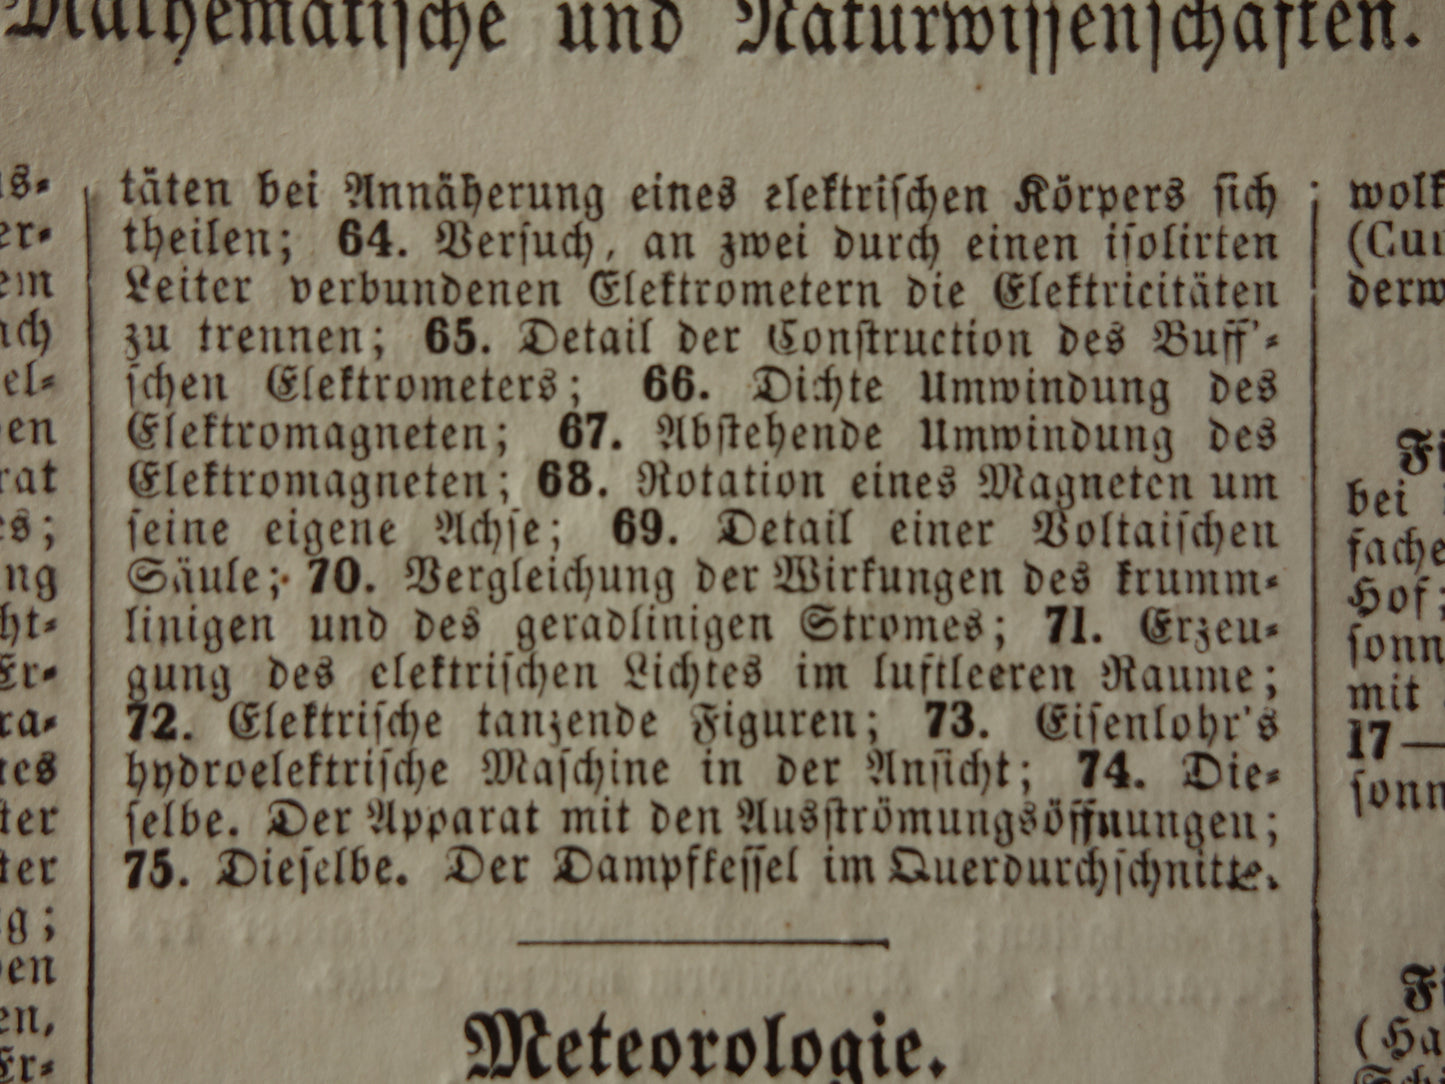 Mathematische und Naturwissenschaften.
täten bei Annäherung eines elektrischen Körpers sich
theilen; 64. Versuch, an zwei durch einen isolirten
Leiter verbundenen Elektrometern die Elektricitäten
zu trennen; 65. Detail der Construction des Buff'-
schen Elektrometers; 66. Dichte Umwindung des
Elektromagneten; 67. Abstehende Umwindung des
Elektromagneten; 68. Rotation eines Magneten um
seine eigene Achse; 69. Detail einer Voltaischen
Säule; 70. Vergleichung der Wirkungen des krumm-
linigen und des geradlinigen Stromes; 71. Erzeu-
gung des elektrischen Lichtes im luftleeren Raume;
72. Elektrische tanzende Figuren; 73. Eisenlohr's
hydroelektrische Maschine in der Ansicht; 74. Die-
selbe. Der Apparat mit den Ausströmungsöffnungen;
75. Dieselbe. Der Dampfkessel im Querdurchschnitte.
Meteorologie.
bei
Hof;
mit
17—